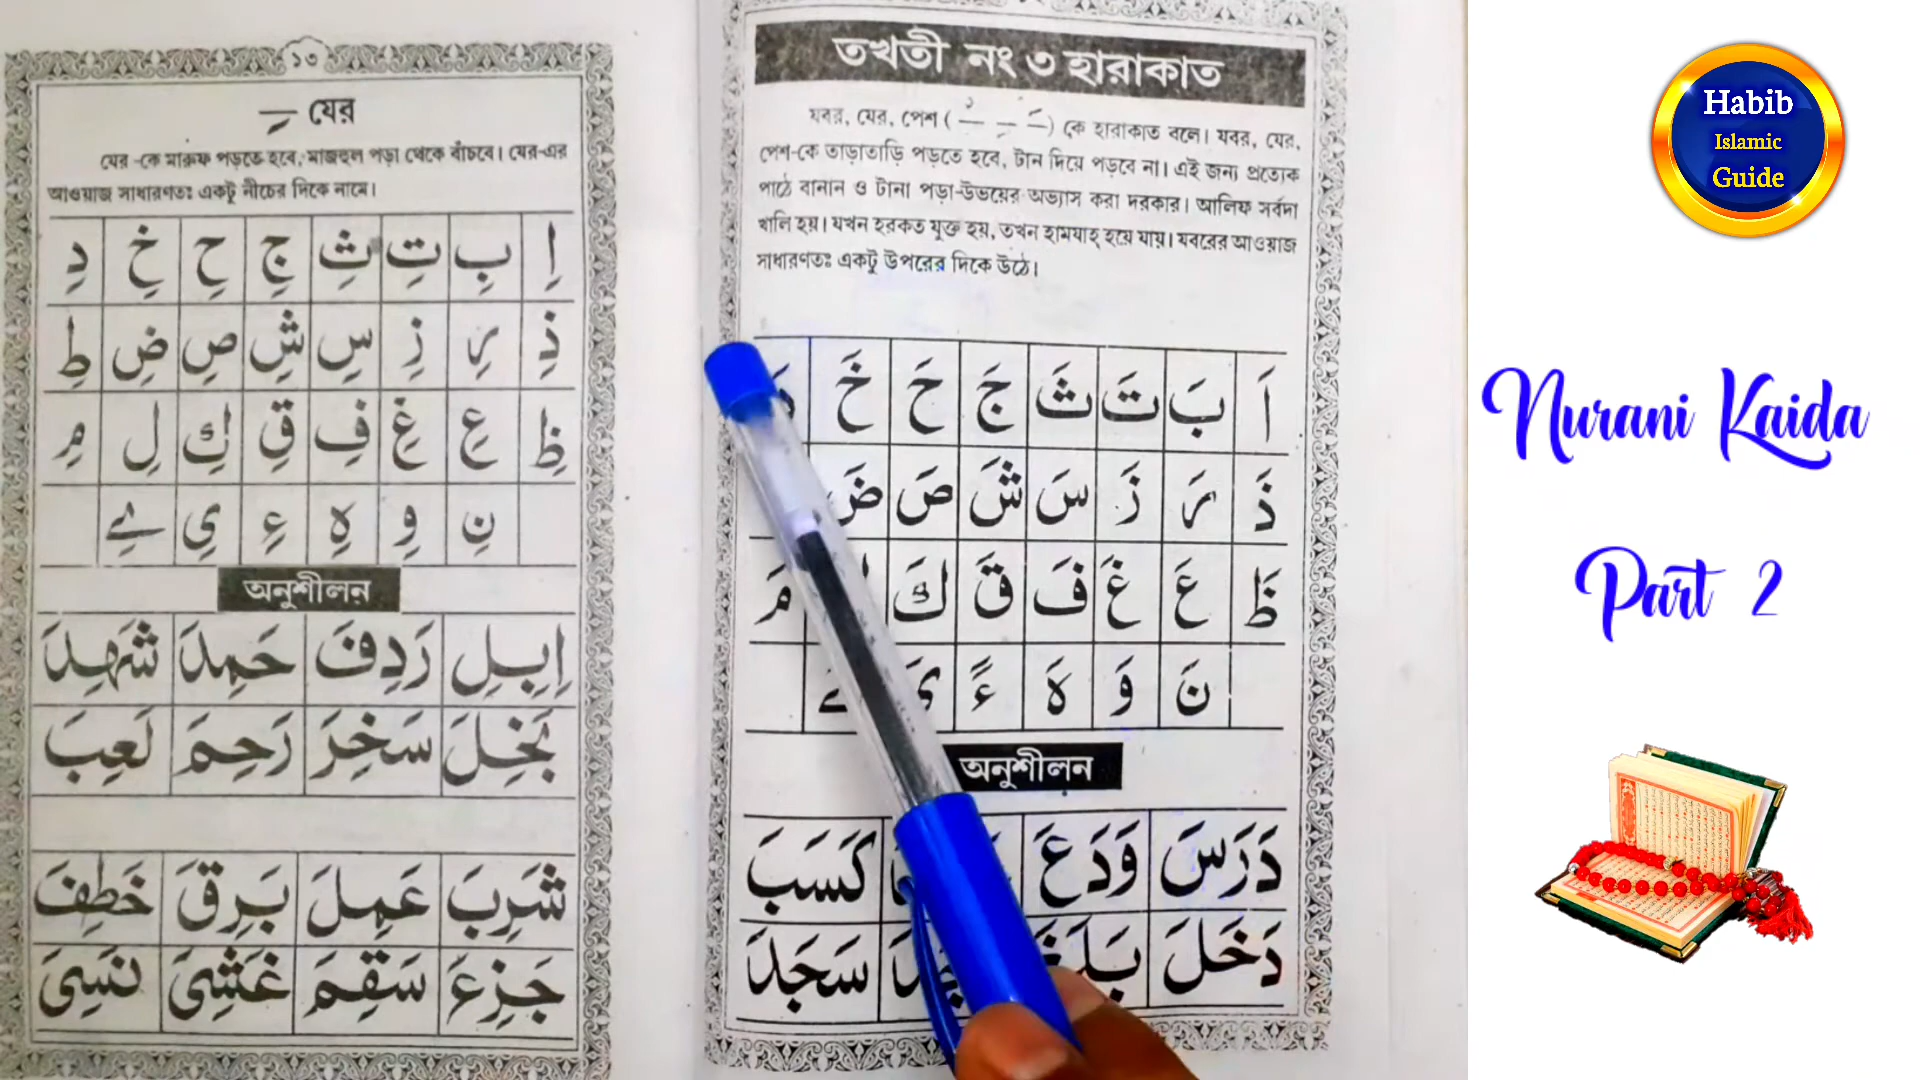 ১৩
যের
যের -কে মারুফ পড়তে হবে, মাজহুল পড়া থেকে বাঁচবে। যের-এর
আওয়াজ সাধারণতঃ একটু নীচের দিকে নামে।
اِ بِ تِ ثِ جِ حِ خِ دِ
ذِ رِ زِ سِ شِ صِ ضِ طِ
ظِ عِ غِ فِ قِ كِ لِ مِ
نِ وِ هِ ءِ يِ ےِ
অনুশীলন
اِبِلِ رَدِفَ حَمِدَ شَهِدَ
بَخِلَ سَخِرَ رَحِمَ لَعِبَ
شَرِبَ عَمِلَ بَرِقَ خَطِفَ
جَزِعَ سَقِمَ غَشِیَ نَسِیَ
তখতী নং ৩ হারাকাত
যবর, যের, পেশ ( ُ ِ َ ) কে হারাকাত বলে। যবর, যের,
পেশ-কে তাড়াতাড়ি পড়তে হবে, টান দিয়ে পড়বে না। এই জন্য প্রত্যেক
পাঠে বানান ও টানা পড়া-উভয়ের অভ্যাস করা দরকার। আলিফ সর্বদা
খালি হয়। যখন হরকত যুক্ত হয়, তখন হামযাহ্ হয়ে যায়। যবরের আওয়াজ
সাধারণতঃ একটু উপরের দিকে উঠে।
اَ بَ تَ ثَ جَ حَ خَ
ذَ رَ زَ سَ شَ صَ ضَ
ظَ عَ غَ فَ قَ كَ مَ
نَ وَ هَ ءَ
অনুশীলন
دَرَسَ وَدَعَ كَسَبَ
دَخَلَ سَجَدَ
Habib
Islamic
Guide
Nurani Kaida
Part 2